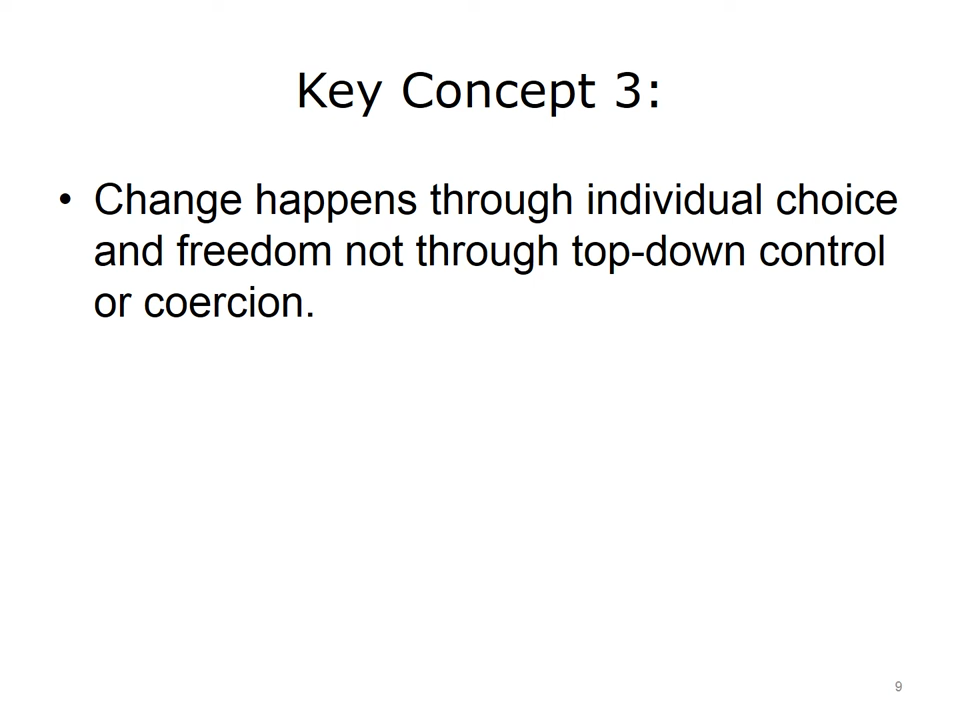 Key Concept 3:
• Change happens through individual choice
and freedom not through top-down control
or coercion.
9